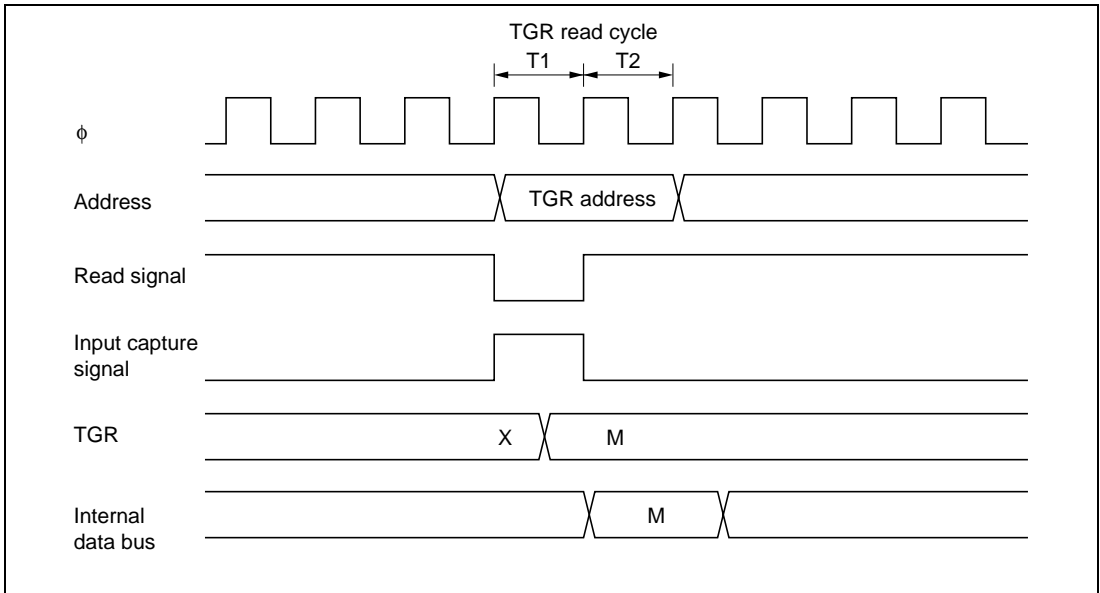 TGR read cycle
T1 T2
ϕ
Address TGR address
Read signal
Input capture
signal
TGR X M
Internal
data bus M